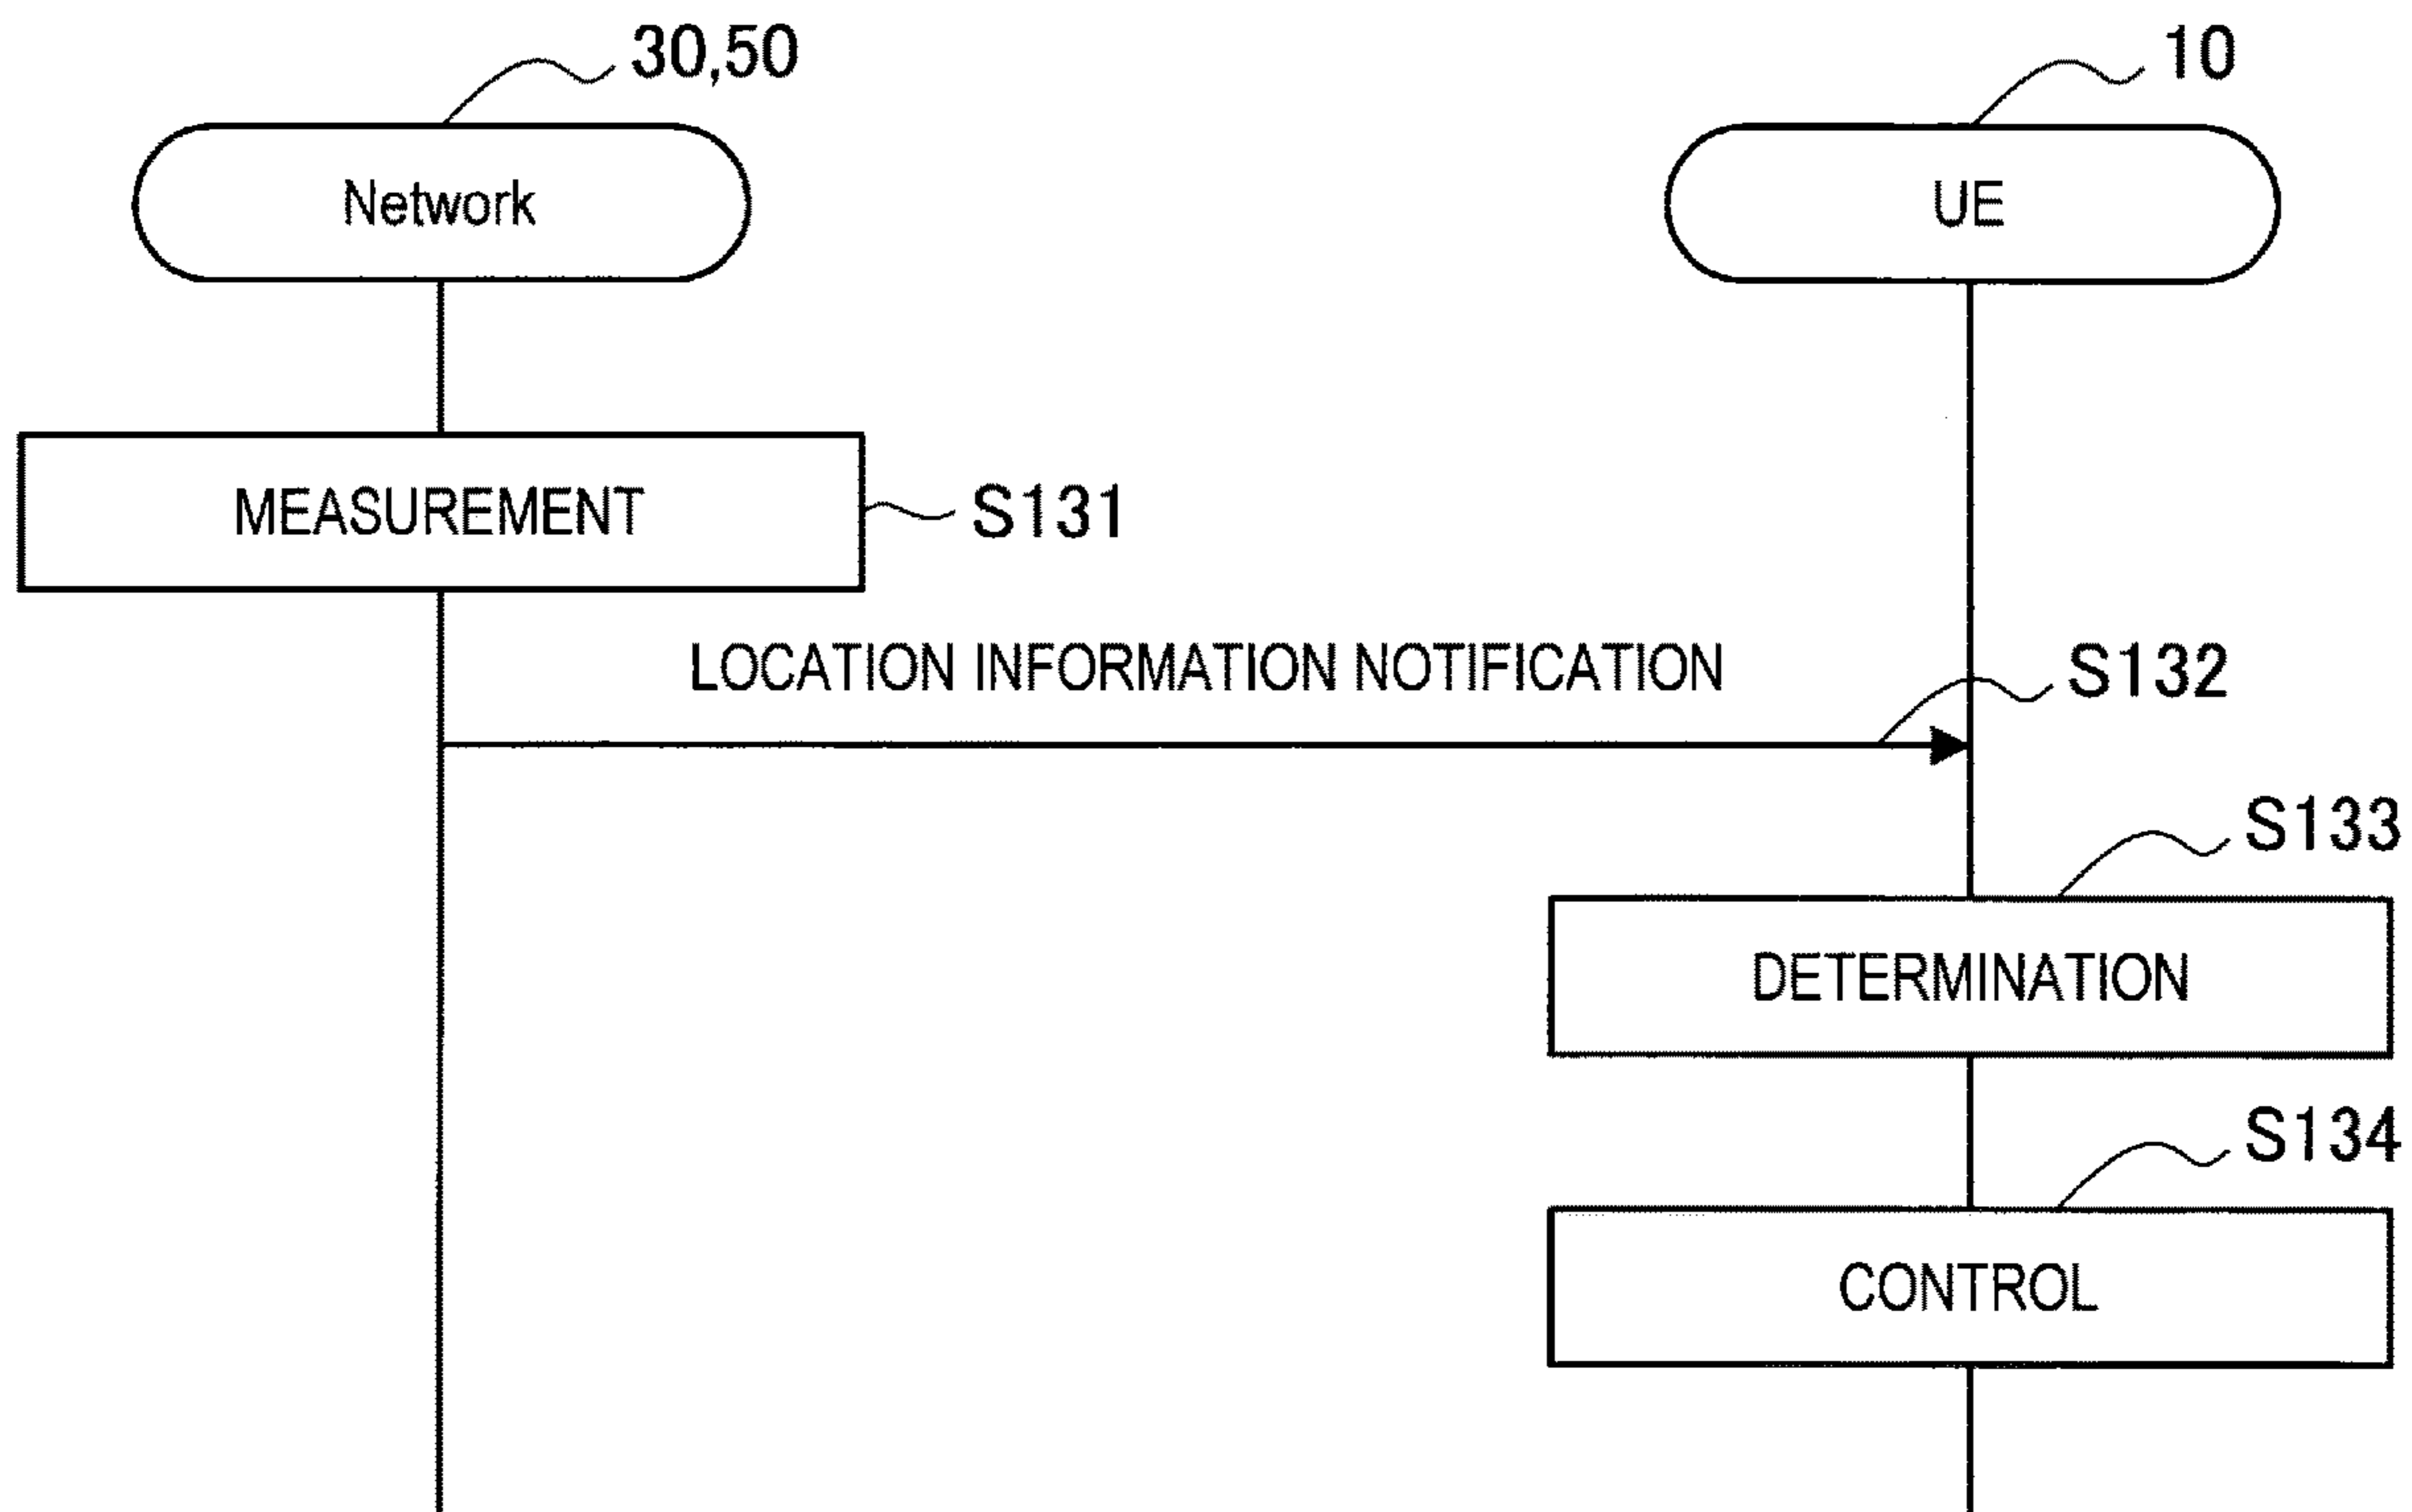 30,50
10
Network
UE
MEASUREMENT
S131
LOCATION INFORMATION NOTIFICATION
S132
S133
DETERMINATION
S134
CONTROL